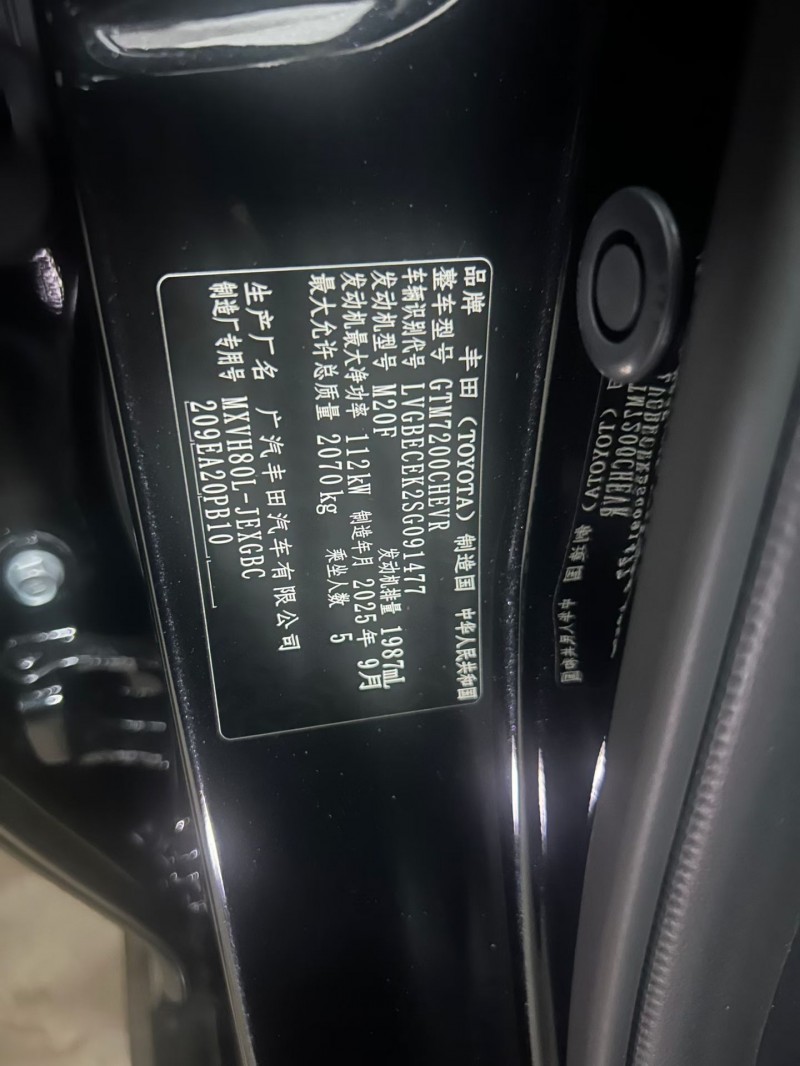 品牌 丰田 (TOYOTA) 制造国 中华人民共和国
整车型号 GTM7200CHEVR
车辆识别代号 LVGBECEK2SG091477
发动机型号 M20F 发动机排量 1987mL
发动机最大净功率 112kW 制造年月 2025年 9月
最大允许总质量 2070kg 乘坐人数 5
生产厂名 广汽丰田汽车有限公司
制造厂专用号 MXVH80L-JEXGBC
209EA20PB10